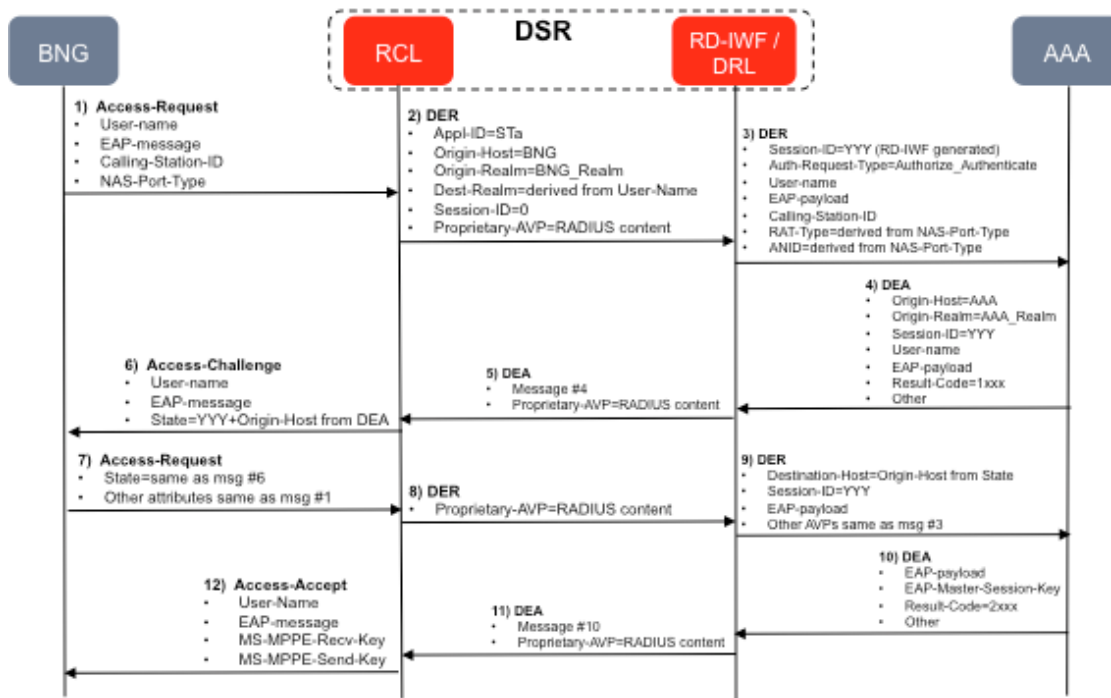 DSR
BNG
RCL
RD-IWF /
DRL
AAA
1) Access-Request
• User-name
• EAP-message
• Calling-Station-ID
• NAS-Port-Type
2) DER
• Appl-ID=STa
• Origin-Host=BNG
• Origin-Realm=BNG_Realm
• Dest-Realm=derived from User-Name
• Session-ID=0
• Proprietary-AVP=RADIUS content
3) DER
• Session-ID=YYY (RD-IWF generated)
• Auth-Request-Type=Authorize_Authenticate
• User-name
• EAP-payload
• Calling-Station-ID
• RAT-Type=derived from NAS-Port-Type
• ANID=derived from NAS-Port-Type
4) DEA
• Origin-Host=AAA
• Origin-Realm=AAA_Realm
• Session-ID=YYY
• User-name
• EAP-payload
• Result-Code=1xxx
• Other
5) DEA
• Message #4
• Proprietary-AVP=RADIUS content
6) Access-Challenge
• User-name
• EAP-message
• State=YYY+Origin-Host from DEA
7) Access-Request
• State=same as msg #6
• Other attributes same as msg #1
8) DER
• Proprietary-AVP=RADIUS content
9) DER
• Destination-Host=Origin-Host from State
• Session-ID=YYY
• EAP-payload
• Other AVPs same as msg #3
10) DEA
• EAP-payload
• EAP-Master-Session-Key
• Result-Code=2xxx
• Other
11) DEA
• Message #10
• Proprietary-AVP=RADIUS content
12) Access-Accept
• User-Name
• EAP-message
• MS-MPPE-Recv-Key
• MS-MPPE-Send-Key